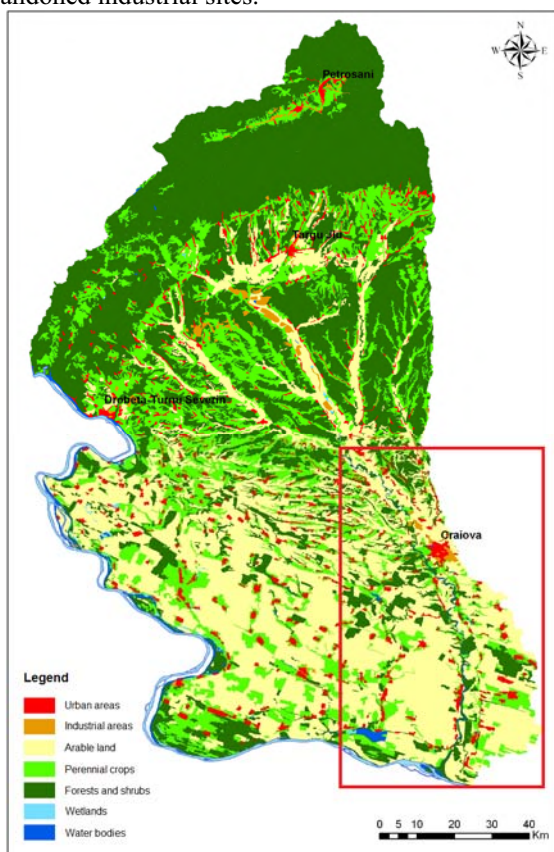 andoned industrial sites.
N
W E
S
Petrosani
Targu Jiu
Drobeta-Turnu Severin
Craiova
Legend
Urban areas
Industrial areas
Arable land
Perennial crops
Forests and shrubs
Wetlands
Water bodies
0 5 10 20 30 40
Km